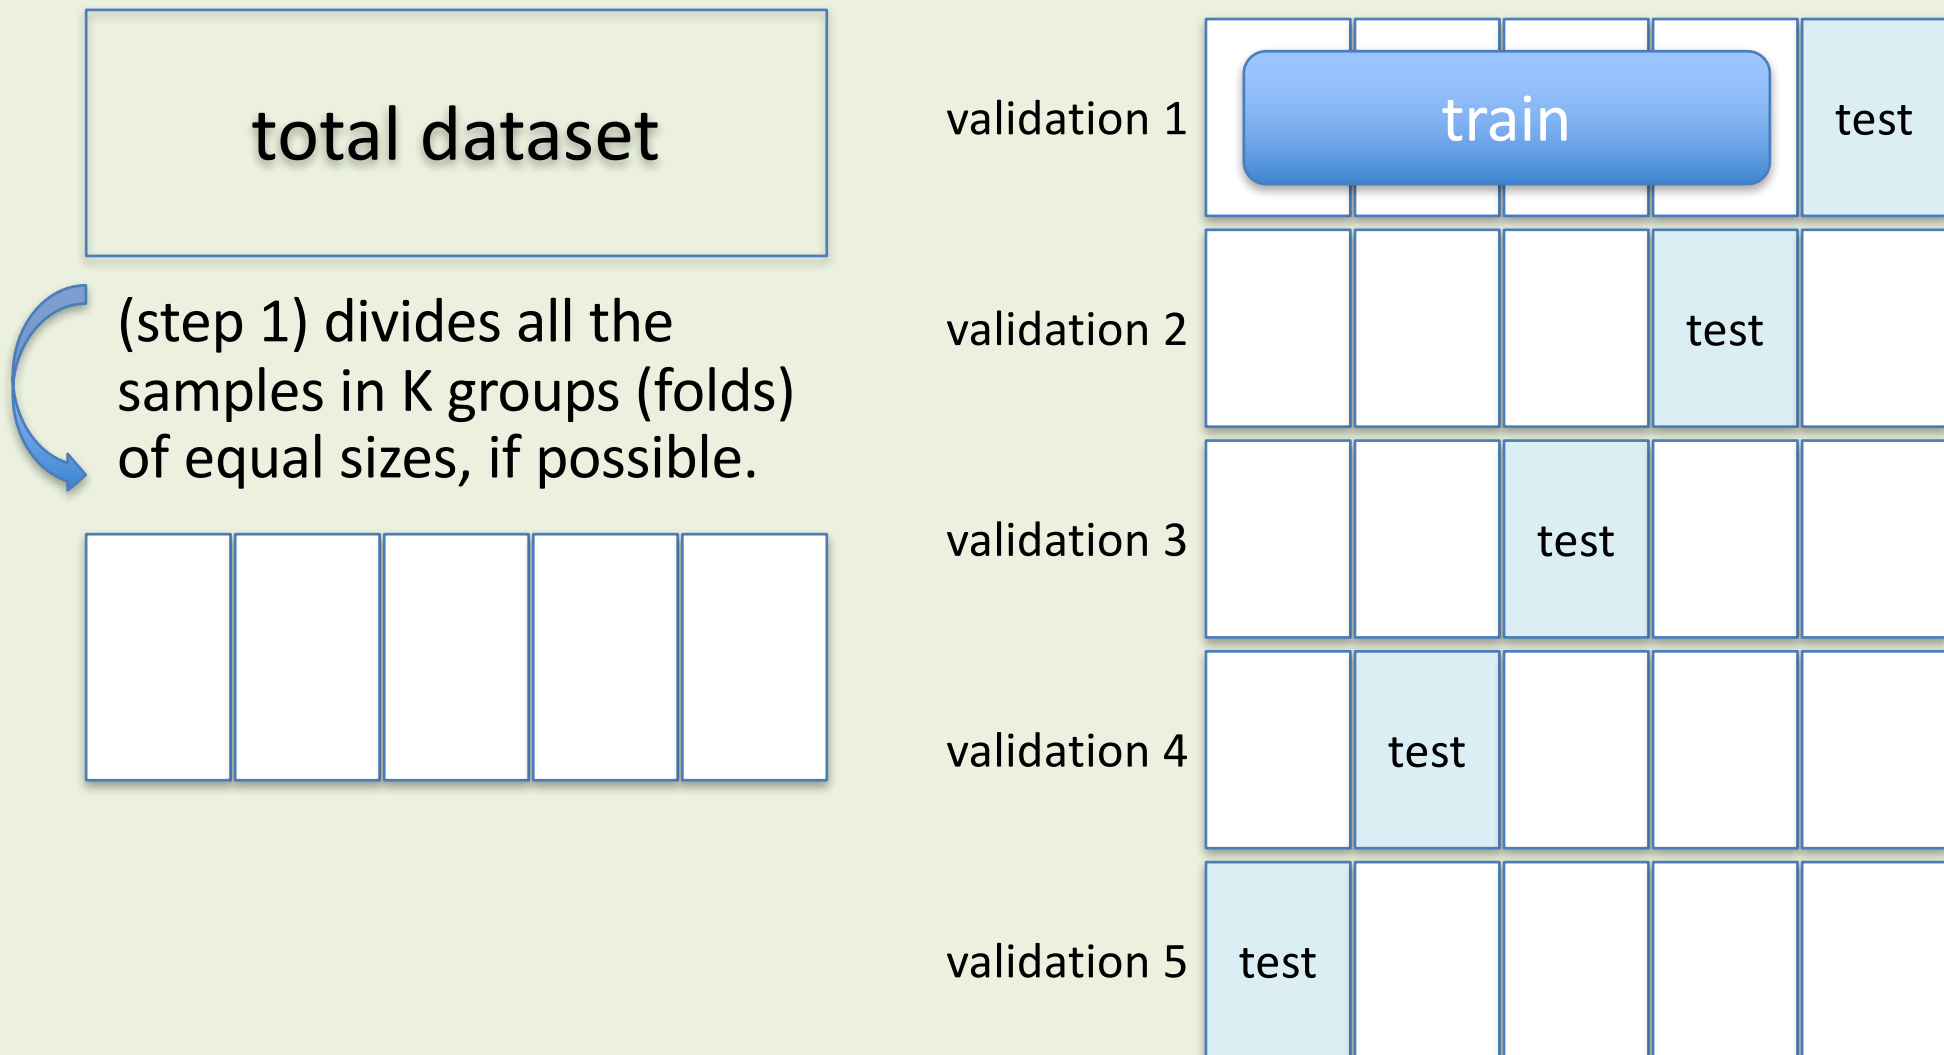 total dataset
(step 1) divides all the
samples in K groups (folds)
of equal sizes, if possible.
validation 1
train
test
validation 2
test
validation 3
test
validation 4
test
validation 5
test